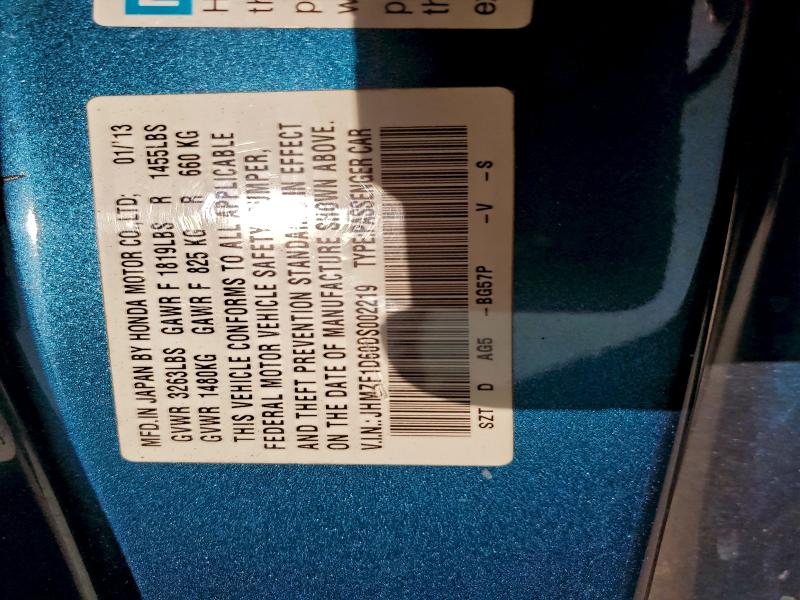 MFD. IN JAPAN BY HONDA MOTOR CO., LTD; 01/'13
GVWR 3263LBS GAWR F 1819LBS R 1455LBS
GVWR 1480KG GAWR F 825 KG R 660 KG
THIS VEHICLE CONFORMS TO ALL APPLICABLE
FEDERAL MOTOR VEHICLE SAFETY, BUMPER,
AND THEFT PREVENTION STANDARDS IN EFFECT
ON THE DATE OF MANUFACTURE SHOWN ABOVE.
V.I.N.: JHMZF1D60DS002219 TYPE:PASSENGER CAR
SZT D AG5 -BG57P -V -S